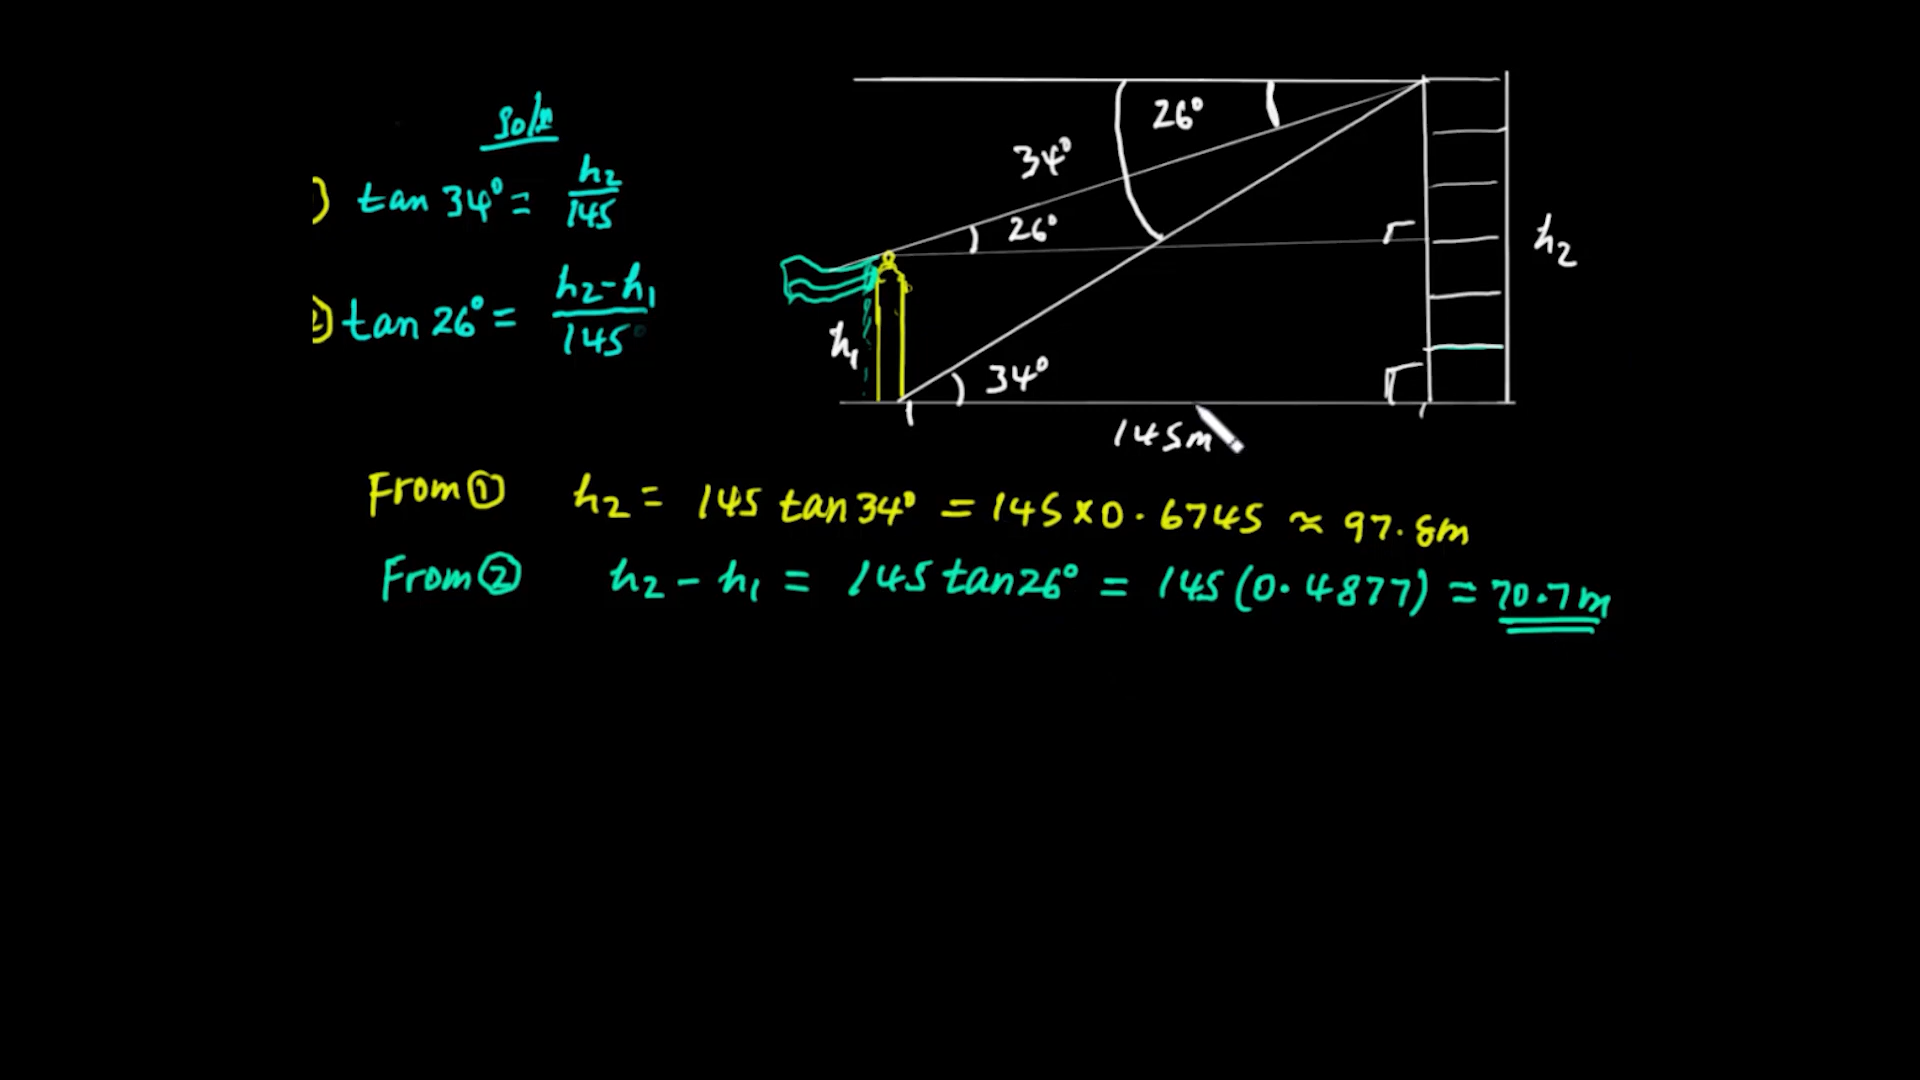 Soln
1) tan 34° = h₂/145
② tan 26° = h₂-h₁/145
26°
34°
26°
h₂
h₁
34°
145m
From ① h₂ = 145 tan 34° = 145 × 0.6745 ≈ 97.8m
From ② h₂ - h₁ = 145 tan 26° = 145 (0.4877) = 70.7m